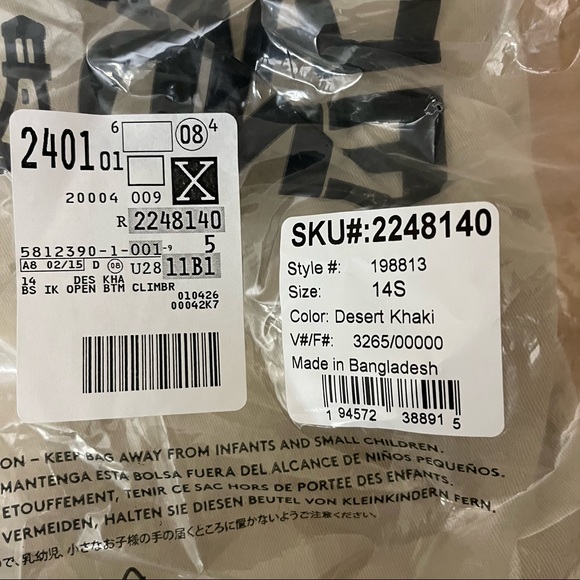 6 08 4
2401 01
X
20004 009
R 2248140
5812390-1-001-9 5
A8 02/15 D 08 U28 11B1
14 DES KHA
BS IK OPEN BTM CLIMBR
010426
00042K7
SKU#:2248140
Style #: 198813
Size: 14S
Color: Desert Khaki
V#/F#: 3265/00000
Made in Bangladesh
1 94572 38891 5
ON – KEEP BAG AWAY FROM INFANTS AND SMALL CHILDREN.
MANTENGA ESTA BOLSA FUERA DEL ALCANCE DE NIÑOS PEQUEÑOS.
ETOUFFEMENT, TENIR CE SAC HORS DE PORTEE DES ENFANTS.
VERMEIDEN, HALTEN SIE DIESEN BEUTEL VON KLEINKINDERN FERN.
ので、乳幼児、小さなお子様の手の届くところに置かないようご注意ください。